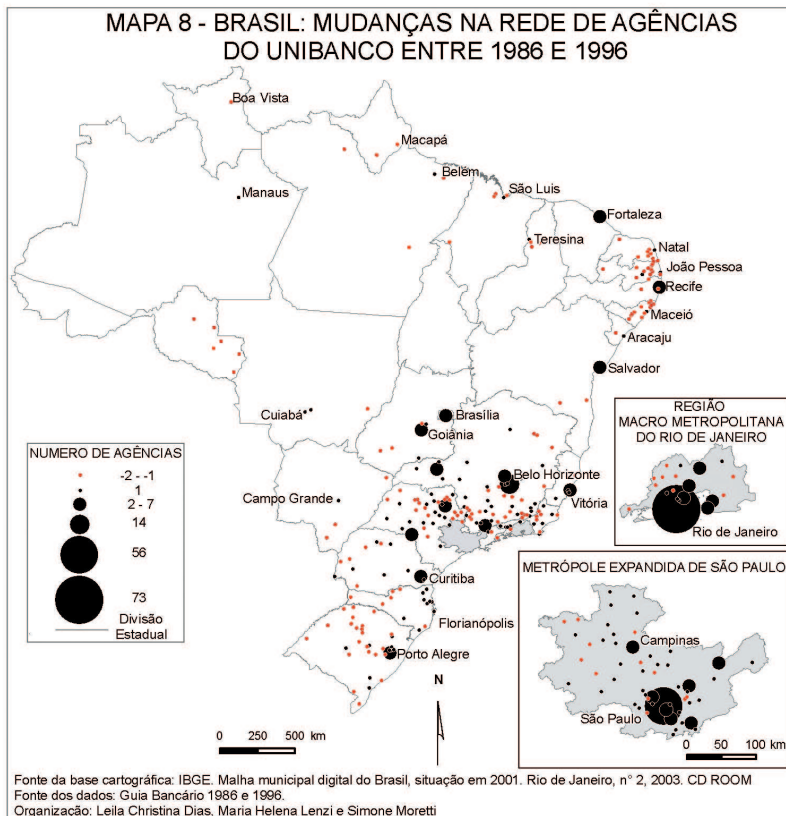 MAPA 8 - BRASIL: MUDANÇAS NA REDE DE AGÊNCIAS
DO UNIBANCO ENTRE 1986 E 1996
Boa Vista
Macapá
Belém
Manaus
São Luis
Fortaleza
Teresina
Natal
João Pessoa
Recife
Maceió
Aracaju
Salvador
Cuiabá
Brasília
Goiânia
Campo Grande
Belo Horizonte
Vitória
Curitiba
Florianópolis
Porto Alegre
NUMERO DE AGÊNCIAS
-2 - -1
1
2 - 7
14
56
73
Divisão
Estadual
REGIÃO
MACRO METROPOLITANA
DO RIO DE JANEIRO
Rio de Janeiro
METRÓPOLE EXPANDIDA DE SÃO PAULO
Campinas
São Paulo
0 50 100 km
N
0 250 500 km
Fonte da base cartográfica: IBGE. Malha municipal digital do Brasil, situação em 2001. Rio de Janeiro, n° 2, 2003. CD ROOM
Fonte dos dados: Guia Bancário 1986 e 1996.
Organização: Leila Christina Dias, Maria Helena Lenzi e Simone Moretti